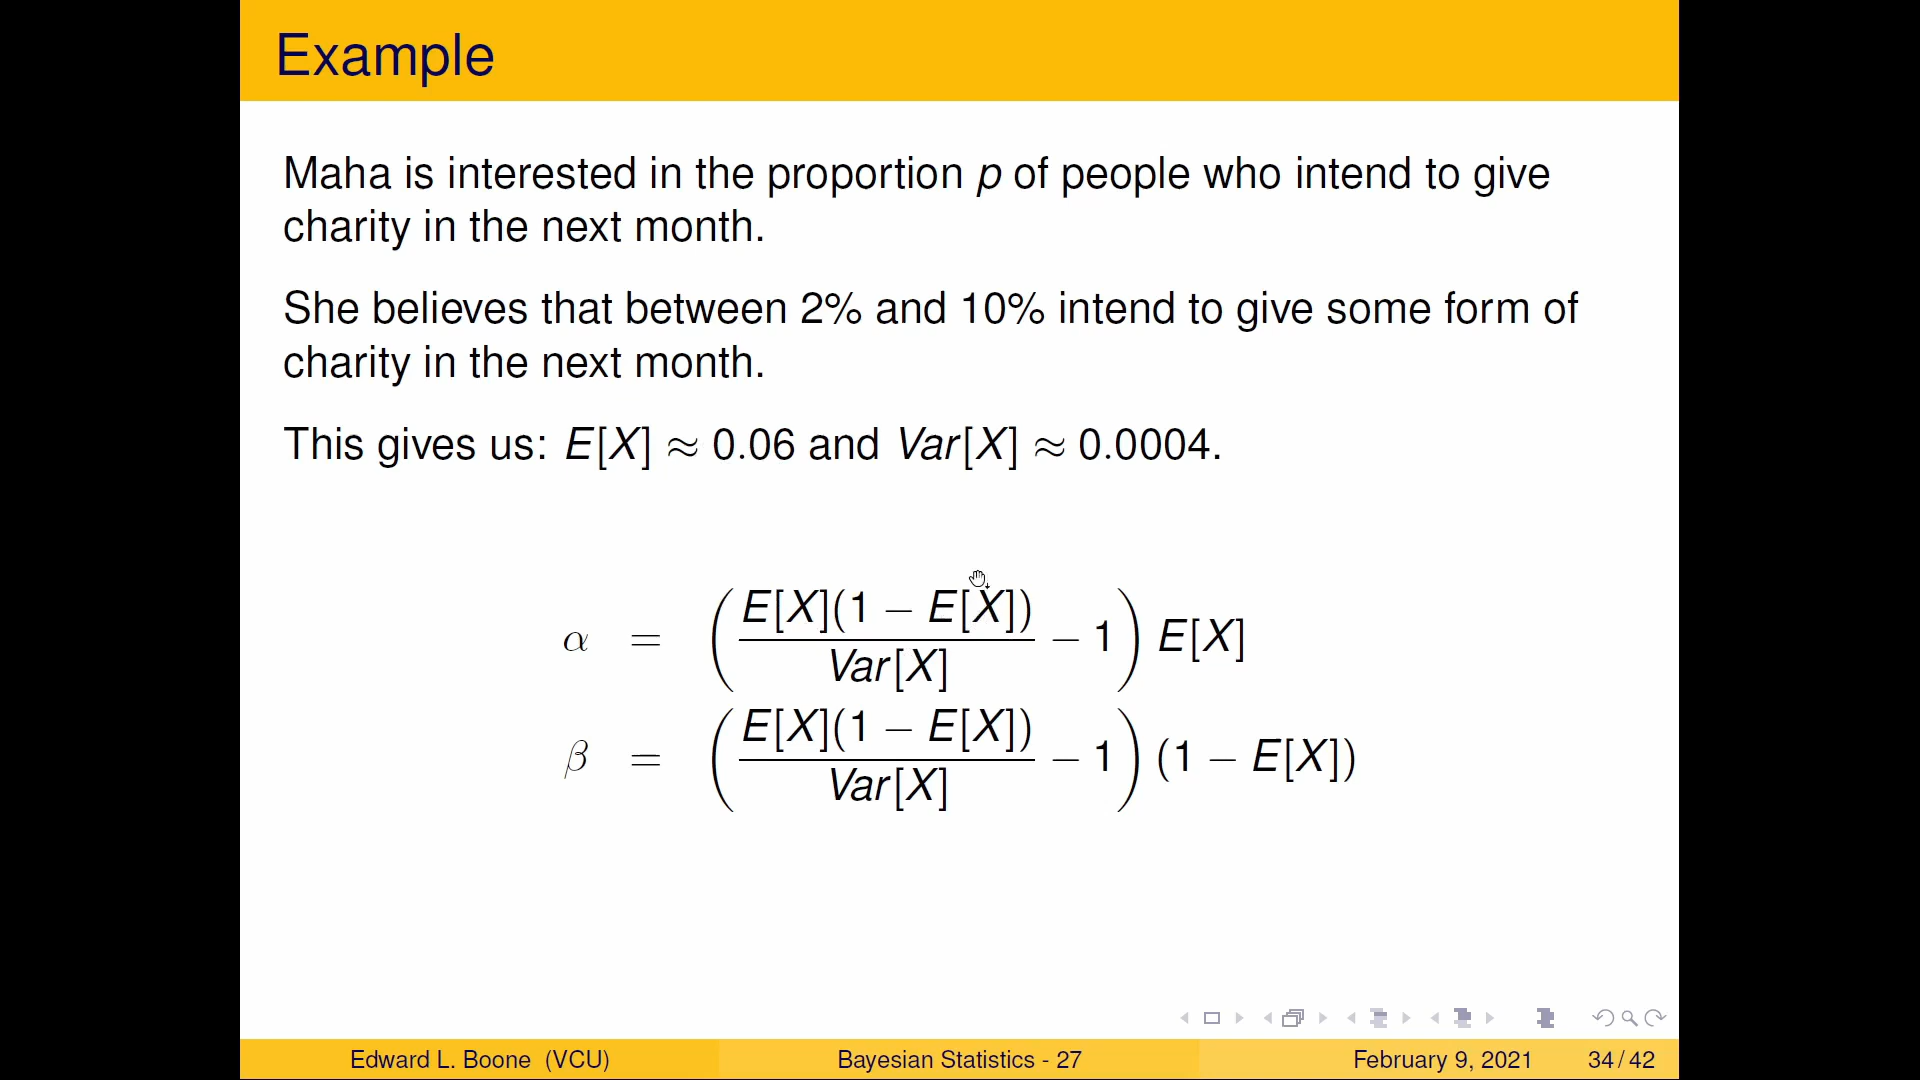 Example
Maha is interested in the proportion p of people who intend to give
charity in the next month.
She believes that between 2% and 10% intend to give some form of
charity in the next month.
This gives us: E[X] ≈ 0.06 and Var[X] ≈ 0.0004.
α = (E[X](1 − E[X]) / Var[X] − 1) E[X]
β = (E[X](1 − E[X]) / Var[X] − 1) (1 − E[X])
Edward L. Boone (VCU) Bayesian Statistics - 27 February 9, 2021 34 / 42